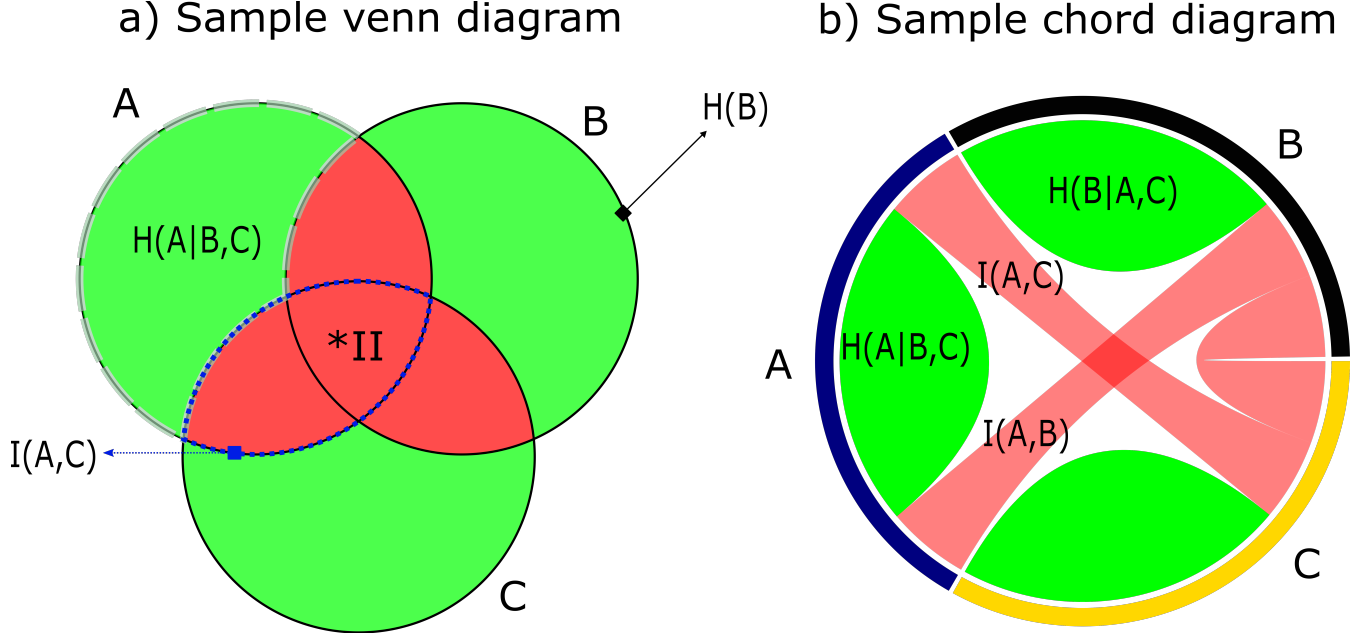 a) Sample venn diagram
A
B
H(B)
H(A|B,C)
*II
I(A,C)
C
b) Sample chord diagram
B
H(B|A,C)
I(A,C)
H(A|B,C)
A
I(A,B)
C